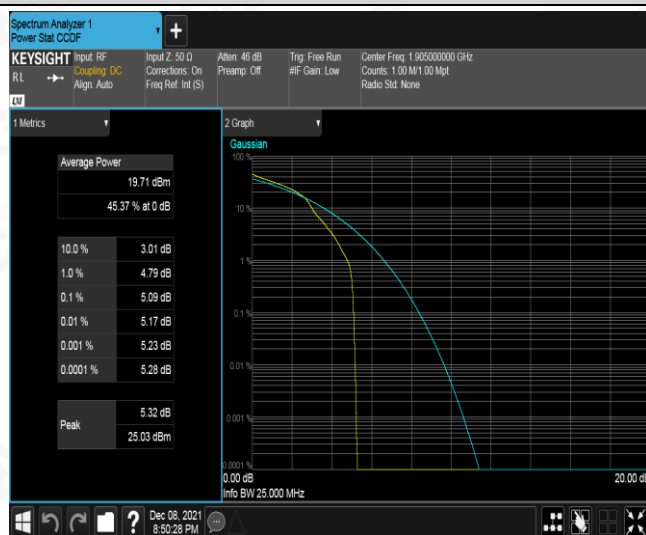 Spectrum Analyzer 1
Power Stat CCDF
+
KEYSIGHT
RL
LXI
Input: RF
Coupling: DC
Align: Auto
Input Z: 50 Ω
Corrections: On
Freq Ref: Int (S)
Atten: 46 dB
Preamp: Off
Trig: Free Run
#IF Gain: Low
Center Freq: 1.905000000 GHz
Counts: 1.00 M/1.00 Mpt
Radio Std: None
1 Metrics
Average Power
19.71 dBm
45.37 % at 0 dB
10.0 % 3.01 dB
1.0 % 4.79 dB
0.1 % 5.09 dB
0.01 % 5.17 dB
0.001 % 5.23 dB
0.0001 % 5.28 dB
Peak
5.32 dB
25.03 dBm
2 Graph
Gaussian
100 %
10 %
1 %
0.1 %
0.01 %
0.001 %
0.0001 %
0.00 dB
20.00 dB
Info BW 25.000 MHz
?
Dec 08, 2021
8:50:28 PM